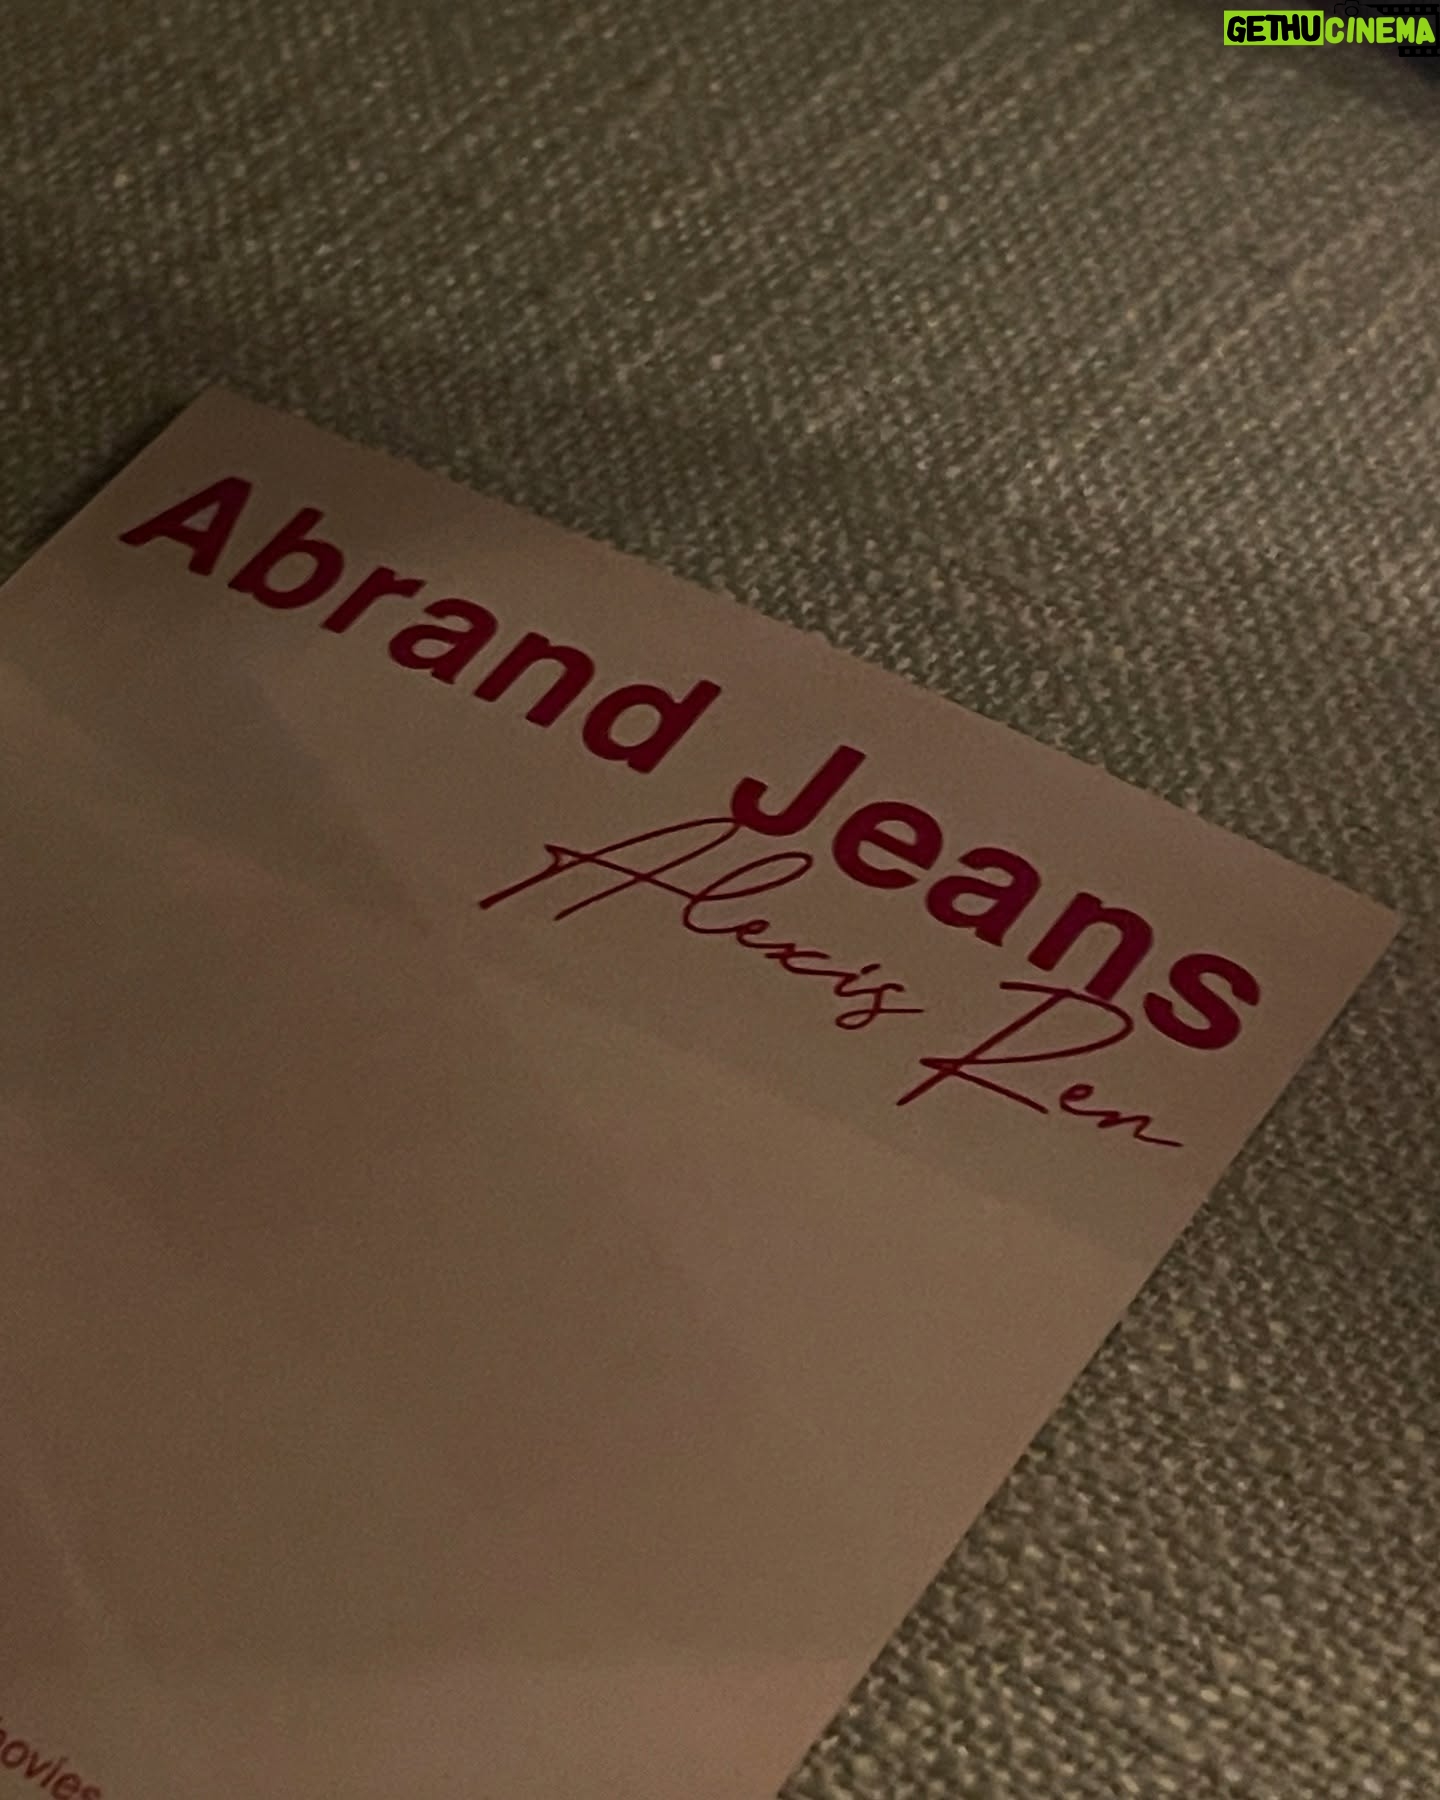 GETHUCINEMA
Abrand Jeans
Alexis Ren